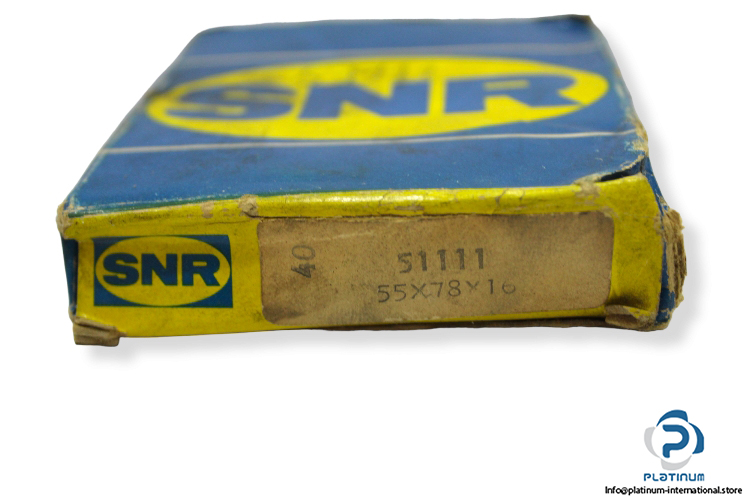 SNR
SNR
40
51111
55X78X16
PLATINUM
Info@platinum-international.store